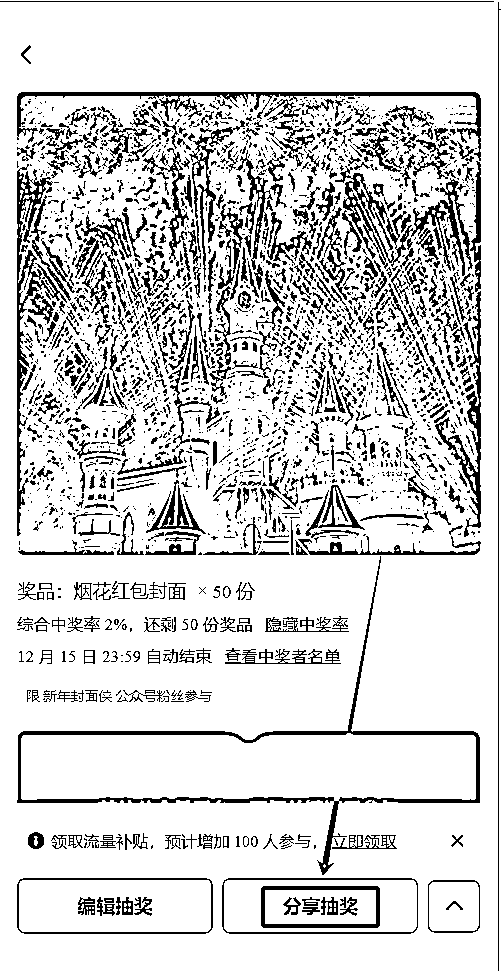 奖品：烟花红包封面 × 50 份
综合中奖率 2%，还剩 50 份奖品 隐藏中奖率
12 月 15 日 23:59 自动结束 查看中奖者名单
限 新年封面侠 公众号粉丝参与
领取流量补贴，预计增加 100 人参与，立即领取
编辑抽奖 分享抽奖